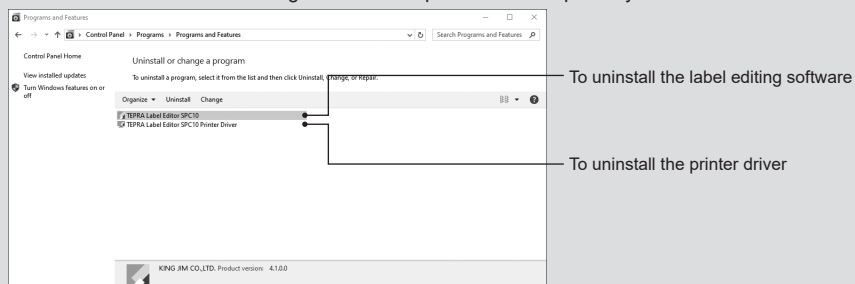 Programs and Features
Control Panel › Programs › Programs and Features
Search Programs and Features
Control Panel Home
View installed updates
Turn Windows features on or
off
Uninstall or change a program
To uninstall a program, select it from the list and then click Uninstall, Change, or Repair.
Organize Uninstall Change
TEPRA Label Editor SPC10
TEPRA Label Editor SPC10 Printer Driver
KING JIM CO.,LTD. Product version: 4.1.0.0
To uninstall the label editing software
To uninstall the printer driver